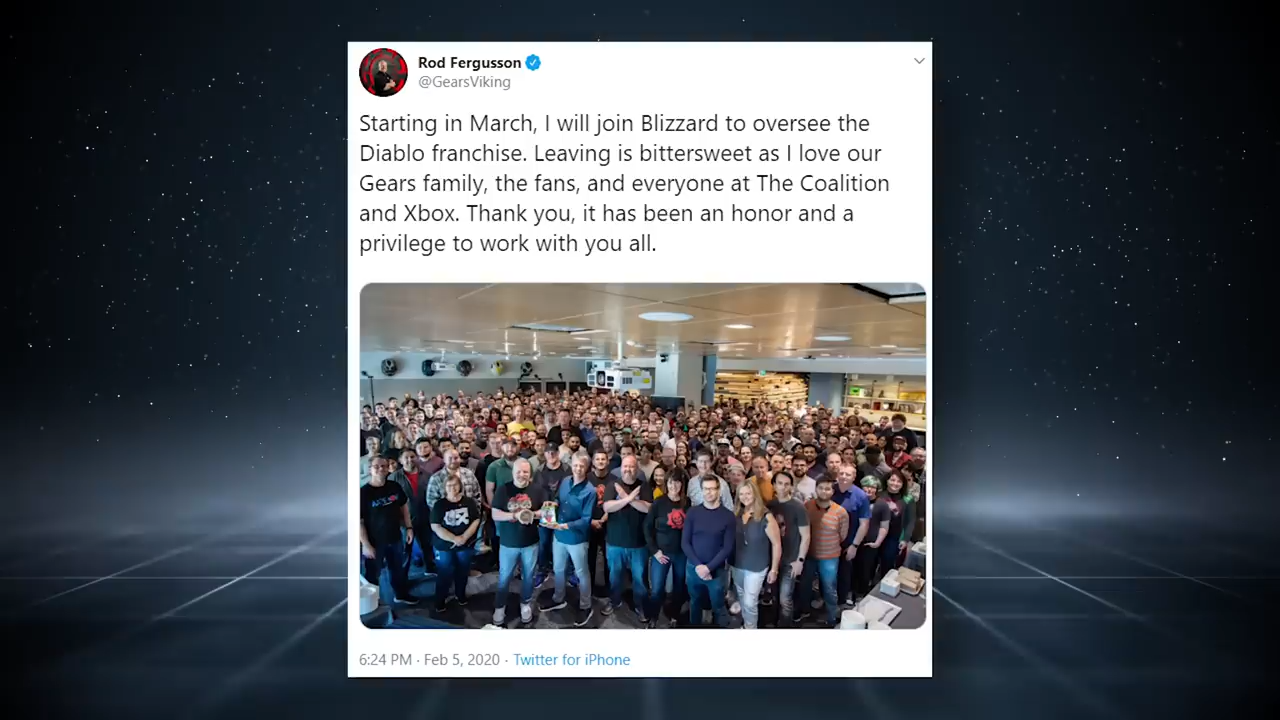 Rod Fergusson
@GearsViking
Starting in March, I will join Blizzard to oversee the
Diablo franchise. Leaving is bittersweet as I love our
Gears family, the fans, and everyone at The Coalition
and Xbox. Thank you, it has been an honor and a
privilege to work with you all.
6:24 PM · Feb 5, 2020 · Twitter for iPhone